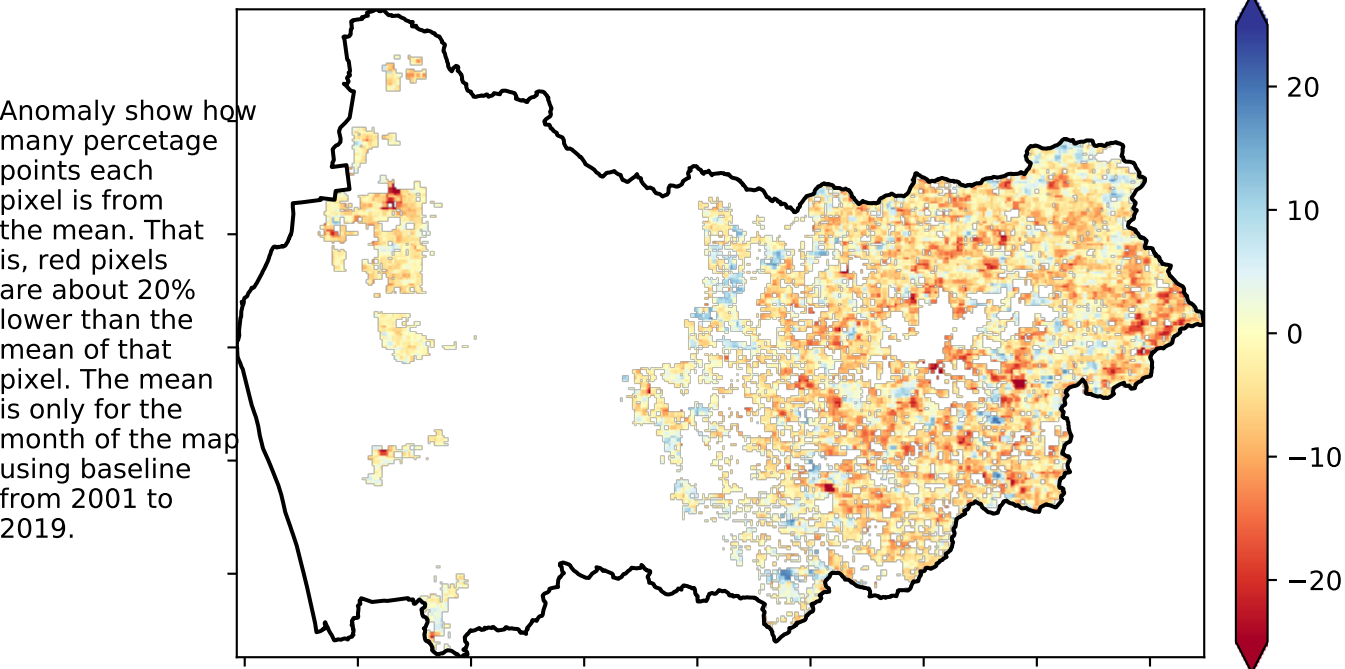 Anomaly show how
many percetage
points each
pixel is from
the mean. That
is, red pixels
are about 20%
lower than the
mean of that
pixel. The mean
is only for the
month of the map
using baseline
from 2001 to
2019.
20
10
0
−10
−20